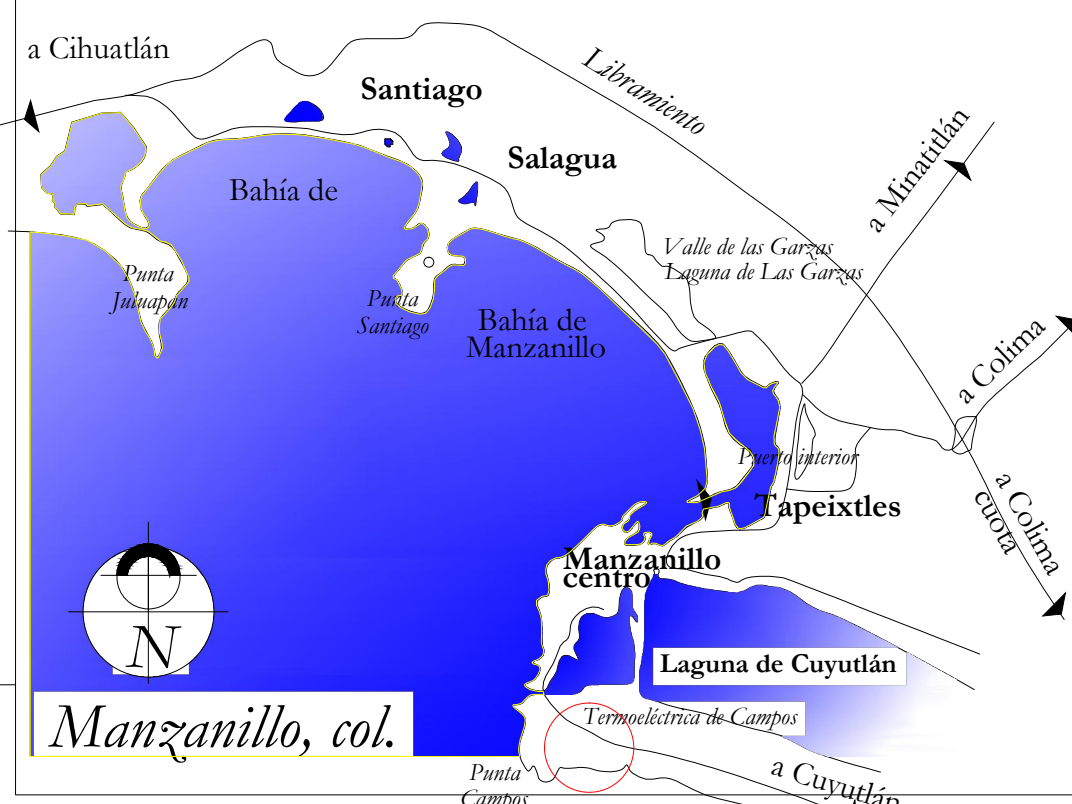 a Cihuatlán
Santiago
Libramiento
Salagua
a Minatitlán
Bahía de
Valle de las Garzas
Laguna de Las Garzas
Punta
Juluapan
Punta
Santiago
Bahía de
Manzanillo
a Colima
Puerto interior
Tapeixtles
a Colima
cuota
Manzanillo
centro
N
Laguna de Cuyutlán
Manzanillo, col.
Termoeléctrica de Campos
Punta
Campos
a Cuyutlán